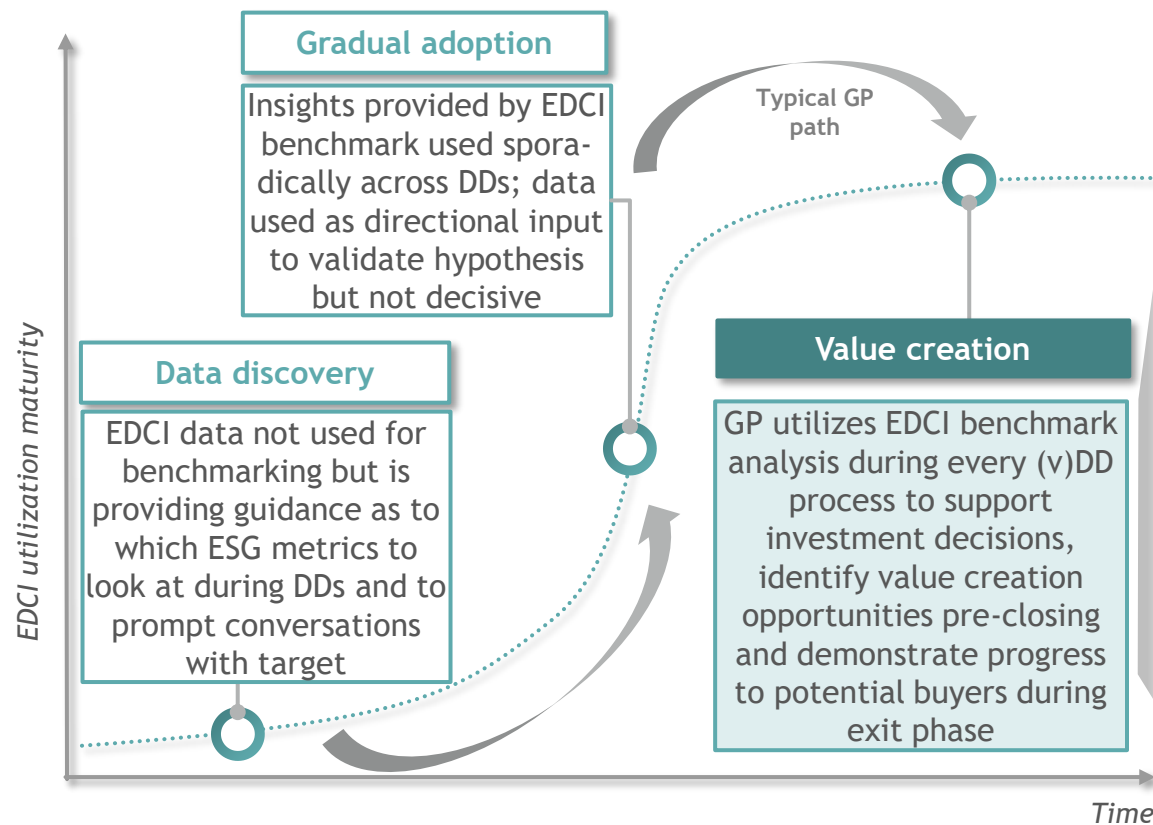 Gradual adoption
Insights provided by EDCI
benchmark used spora-
dically across DDs; data
used as directional input
to validate hypothesis
but not decisive
Typical GP
path
Data discovery
EDCI data not used for
benchmarking but is
providing guidance as to
which ESG metrics to
look at during DDs and to
prompt conversations
with target
Value creation
GP utilizes EDCI benchmark
analysis during every (v)DD
process to support
investment decisions,
identify value creation
opportunities pre-closing
and demonstrate progress
to potential buyers during
exit phase
EDCI utilization maturity
Time